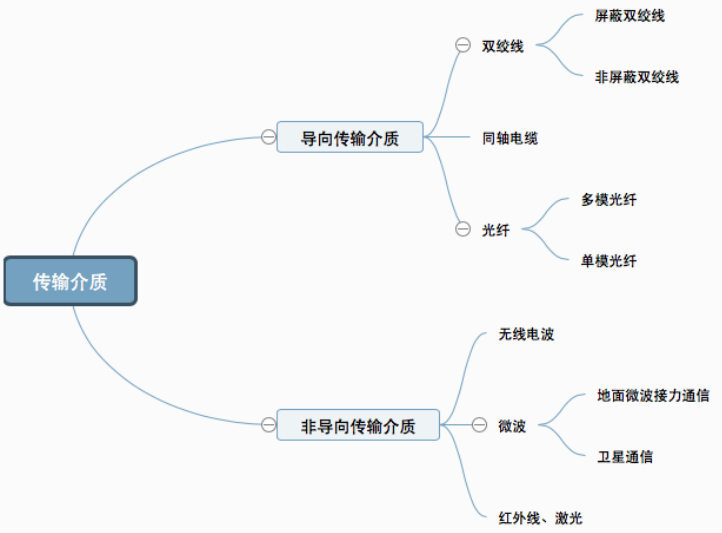 传输介质
导向传输介质
双绞线
屏蔽双绞线
非屏蔽双绞线
同轴电缆
光纤
多模光纤
单模光纤
非导向传输介质
无线电波
微波
地面微波接力通信
卫星通信
红外线、激光